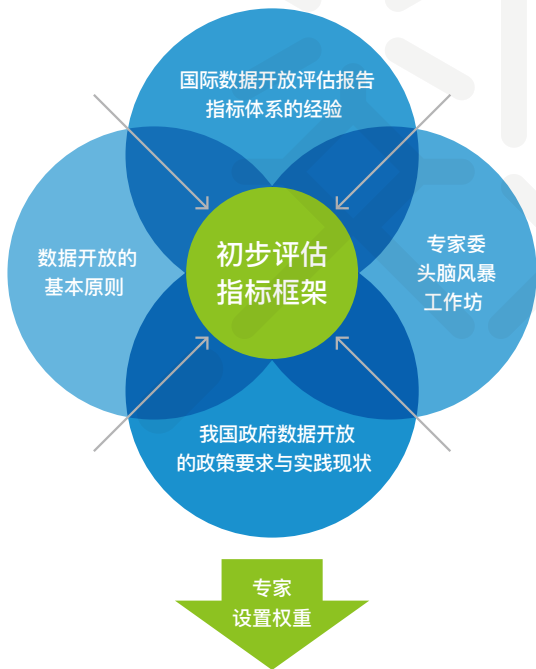 国际数据开放评估报告
指标体系的经验
数据开放的
基本原则
初步评估
指标框架
专家委
头脑风暴
工作坊
我国政府数据开放
的政策要求与实践现状
专家
设置权重